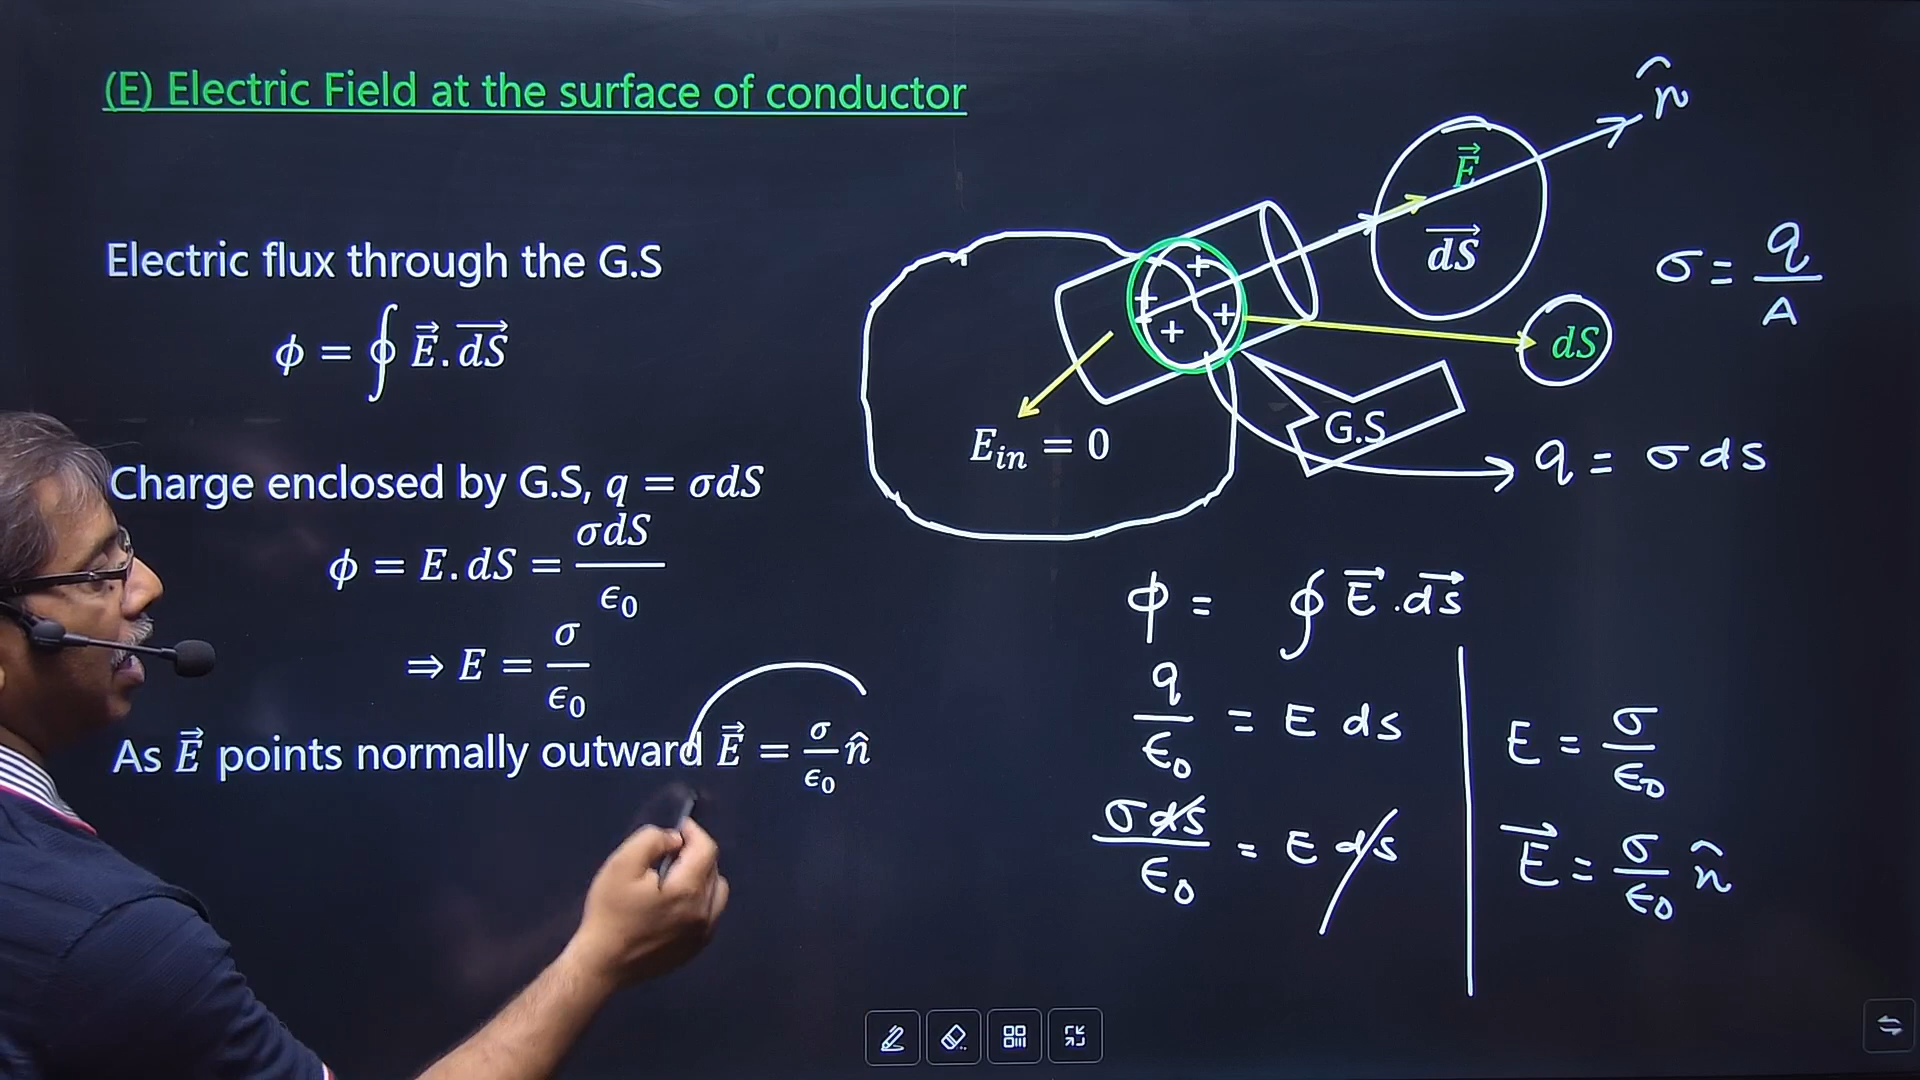 (E) Electric Field at the surface of conductor
Electric flux through the G.S
ϕ = ∮ E⃗. dS⃗
Charge enclosed by G.S, q = σdS
ϕ = E. dS = σdS/ϵ₀
⇒ E = σ/ϵ₀
As E⃗ points normally outward E⃗ = σ/ϵ₀ n̂
n̂
E⃗
dS⃗
+
+
+
+
dS
G.S
E_in = 0
σ = q/A
q = σ ds
ϕ = ∮ E⃗ . ds⃗
q/ϵ₀ = E ds
σ ds/ϵ₀ = E ds
E = σ/ϵ₀
E⃗ = σ/ϵ₀ n̂